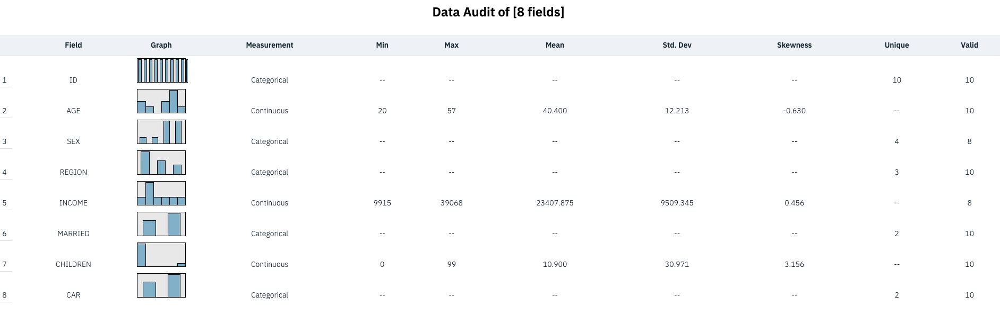 Data Audit of [8 fields]
Field Graph Measurement Min Max Mean Std. Dev Skewness Unique Valid
1 ID Categorical -- -- -- -- -- 10 10
2 AGE Continuous 20 57 40.400 12.213 -0.630 -- 10
3 SEX Categorical -- -- -- -- -- 4 8
4 REGION Categorical -- -- -- -- -- 3 10
5 INCOME Continuous 9915 39068 23407.875 9509.345 0.456 -- 8
6 MARRIED Categorical -- -- -- -- -- 2 10
7 CHILDREN Continuous 0 99 10.900 30.971 3.156 -- 10
8 CAR Categorical -- -- -- -- -- 2 10